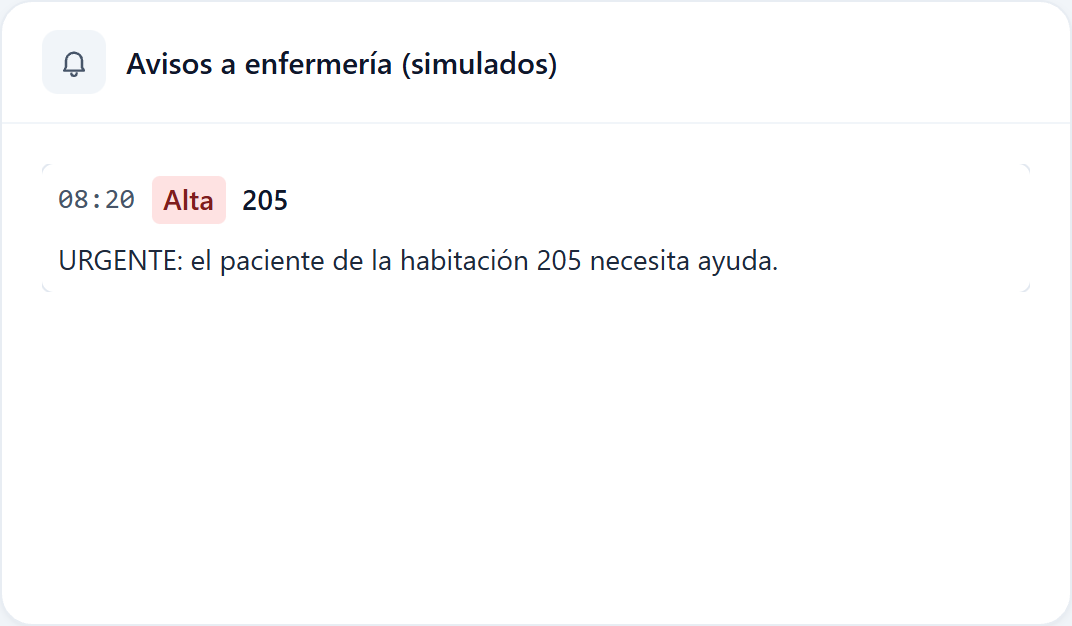 Avisos a enfermería (simulados)
08:20 Alta 205
URGENTE: el paciente de la habitación 205 necesita ayuda.